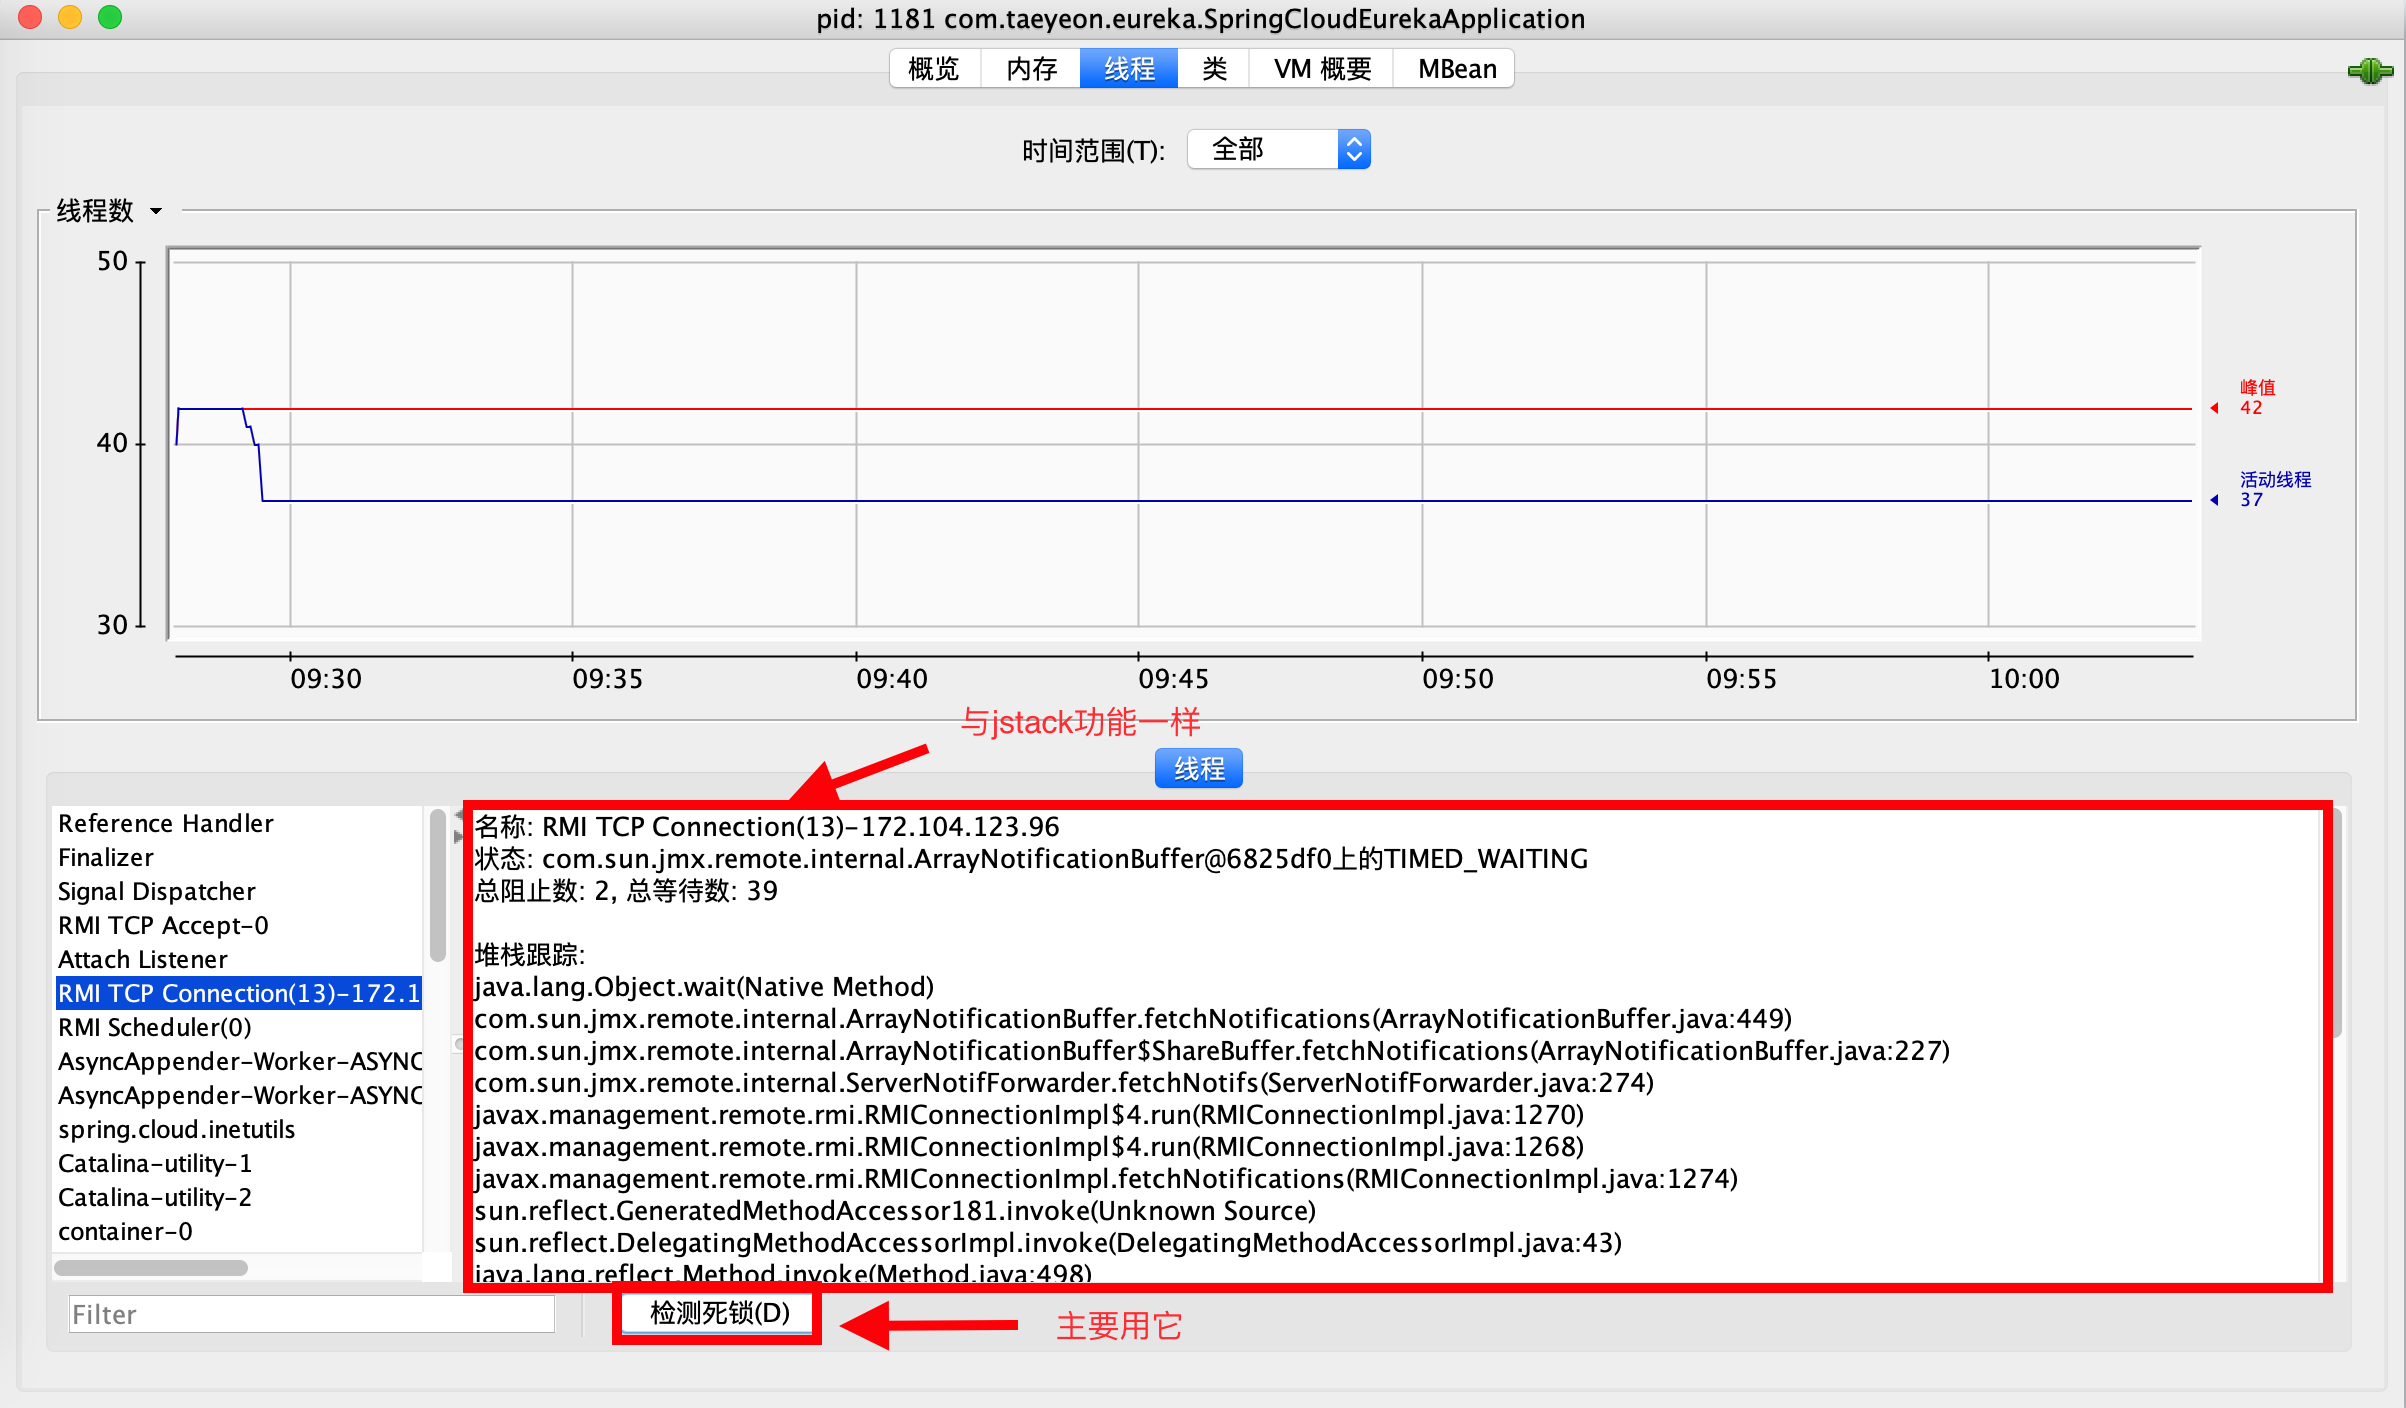 pid: 1181 com.taeyeon.eureka.SpringCloudEurekaApplication
概览 内存 线程 类 VM 概要 MBean
时间范围(T): 全部
线程数
50
40
30
峰值
42
活动线程
37
09:30 09:35 09:40 09:45 09:50 09:55 10:00
与jstack功能一样
线程
Reference Handler
Finalizer
Signal Dispatcher
RMI TCP Accept-0
Attach Listener
RMI TCP Connection(13)-172.1
RMI Scheduler(0)
AsyncAppender-Worker-ASYNC
AsyncAppender-Worker-ASYNC
spring.cloud.inetutils
Catalina-utility-1
Catalina-utility-2
container-0
名称: RMI TCP Connection(13)-172.104.123.96
状态: com.sun.jmx.remote.internal.ArrayNotificationBuffer@6825df0上的TIMED_WAITING
总阻止数: 2, 总等待数: 39
堆栈跟踪:
java.lang.Object.wait(Native Method)
com.sun.jmx.remote.internal.ArrayNotificationBuffer.fetchNotifications(ArrayNotificationBuffer.java:449)
com.sun.jmx.remote.internal.ArrayNotificationBuffer$ShareBuffer.fetchNotifications(ArrayNotificationBuffer.java:227)
com.sun.jmx.remote.internal.ServerNotifForwarder.fetchNotifs(ServerNotifForwarder.java:274)
javax.management.remote.rmi.RMIConnectionImpl$4.run(RMIConnectionImpl.java:1270)
javax.management.remote.rmi.RMIConnectionImpl$4.run(RMIConnectionImpl.java:1268)
javax.management.remote.rmi.RMIConnectionImpl.fetchNotifications(RMIConnectionImpl.java:1274)
sun.reflect.GeneratedMethodAccessor181.invoke(Unknown Source)
sun.reflect.DelegatingMethodAccessorImpl.invoke(DelegatingMethodAccessorImpl.java:43)
java.lang.reflect.Method.invoke(Method.java:498)
Filter
检测死锁(D)
主要用它